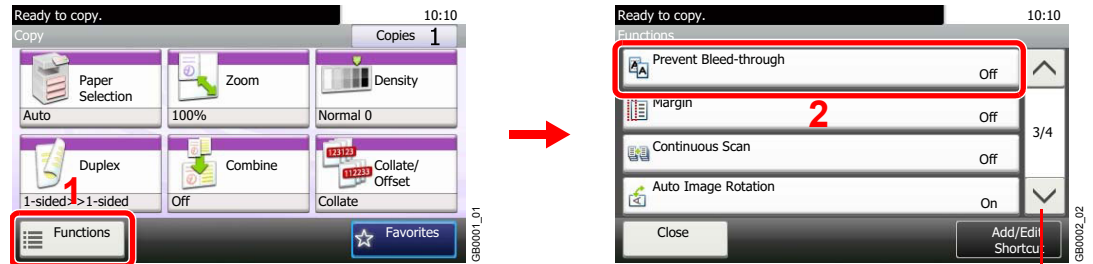 Ready to copy.
10:10
Copy
Copies 1
Paper
Selection
Auto
Zoom
100%
Density
Normal 0
Duplex
1-sided>>1-sided
1
Combine
Off
123123
112233
Collate/
Offset
Collate
Functions
Favorites
GB0001_01
Ready to copy.
10:10
Functions
Prevent Bleed-through
Off
2
Margin
Off
3/4
Continuous Scan
Off
Auto Image Rotation
On
Close
Add/Edit
Shortcut
GB0002_02